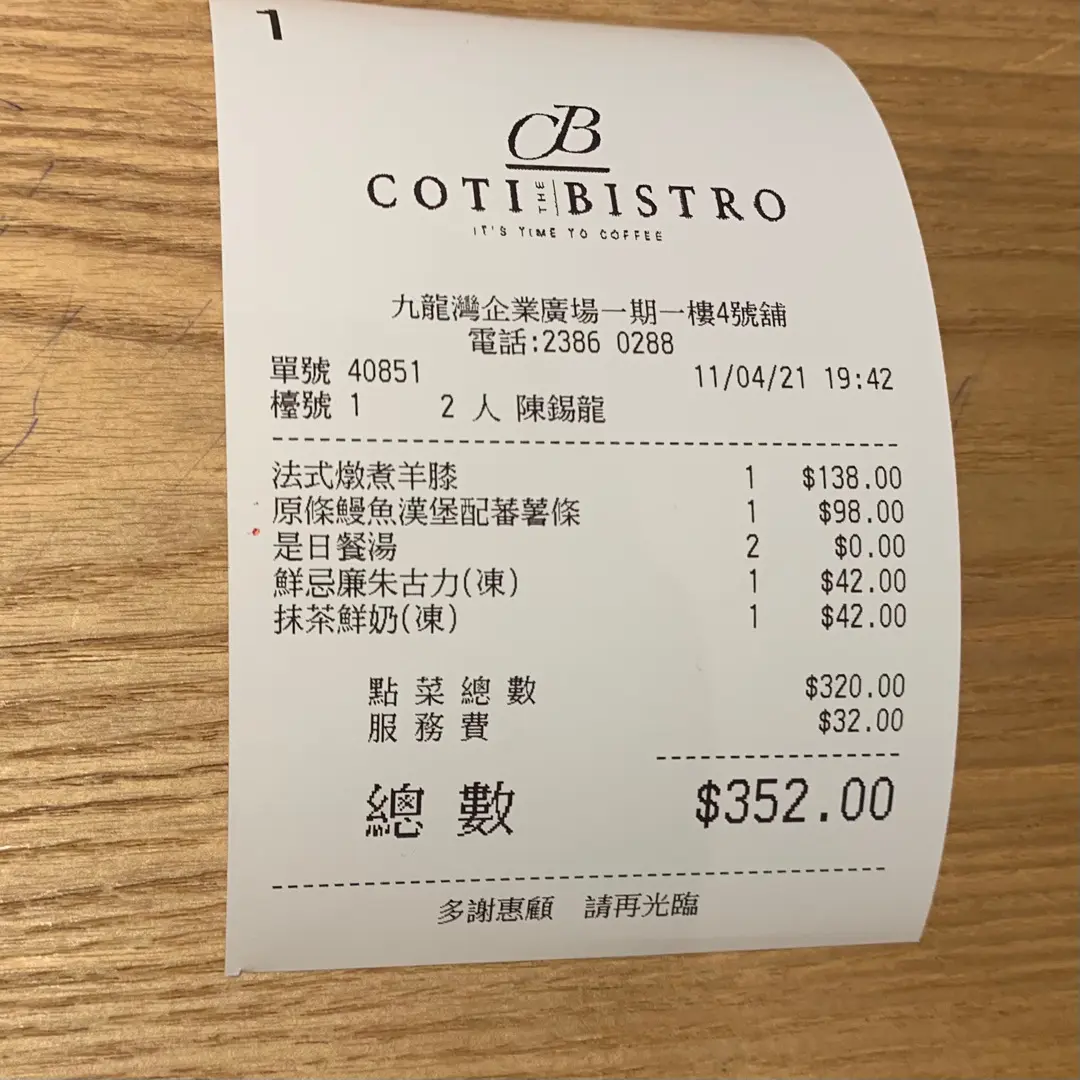 1
CB
COTI THE BISTRO
IT'S TIME TO COFFEE
九龍灣企業廣場一期一樓4號舖
電話:2386 0288
單號 40851 11/04/21 19:42
檯號 1 2 人 陳錫龍
法式燉煮羊膝 1 $138.00
原條鰻魚漢堡配蕃薯條 1 $98.00
是日餐湯 2 $0.00
鮮忌廉朱古力(凍) 1 $42.00
抹茶鮮奶(凍) 1 $42.00
點菜總數 $320.00
服務費 $32.00
總數 $352.00
多謝惠顧 請再光臨